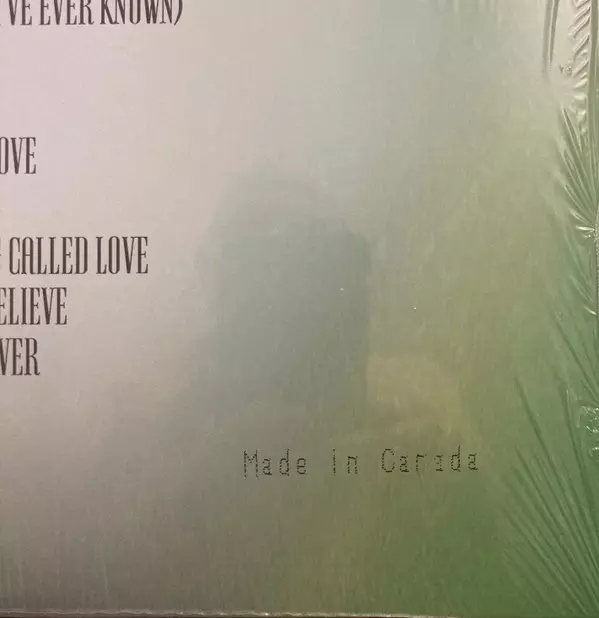 'VE EVER KNOWN)
OVE
CALLED LOVE
ELIEVE
VER
Made in Canada